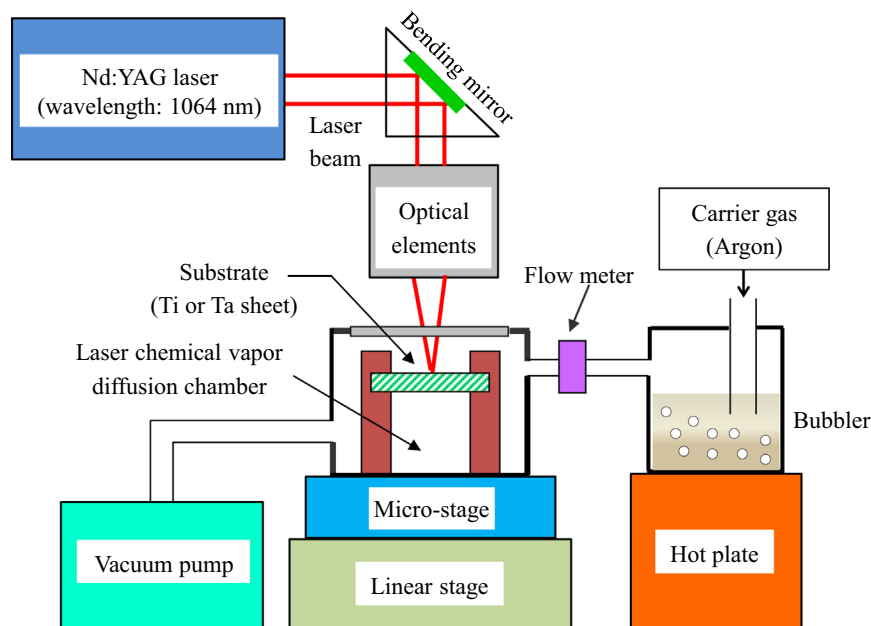 Nd:YAG laser
(wavelength: 1064 nm)
Bending mirror
Laser
beam
Optical
elements
Carrier gas
(Argon)
Substrate
(Ti or Ta sheet)
Flow meter
Laser chemical vapor
diffusion chamber
Bubbler
Micro-stage
Vacuum pump
Linear stage
Hot plate